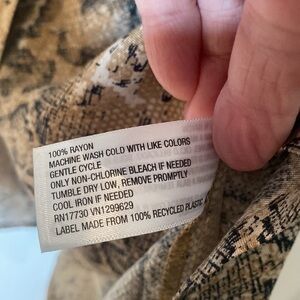 100% RAYON
MACHINE WASH COLD WITH LIKE COLORS
GENTLE CYCLE
ONLY NON-CHLORINE BLEACH IF NEEDED
TUMBLE DRY LOW, REMOVE PROMPTLY
COOL IRON IF NEEDED
RN17730 VN1299629
LABEL MADE FROM 100% RECYCLED PLASTIC